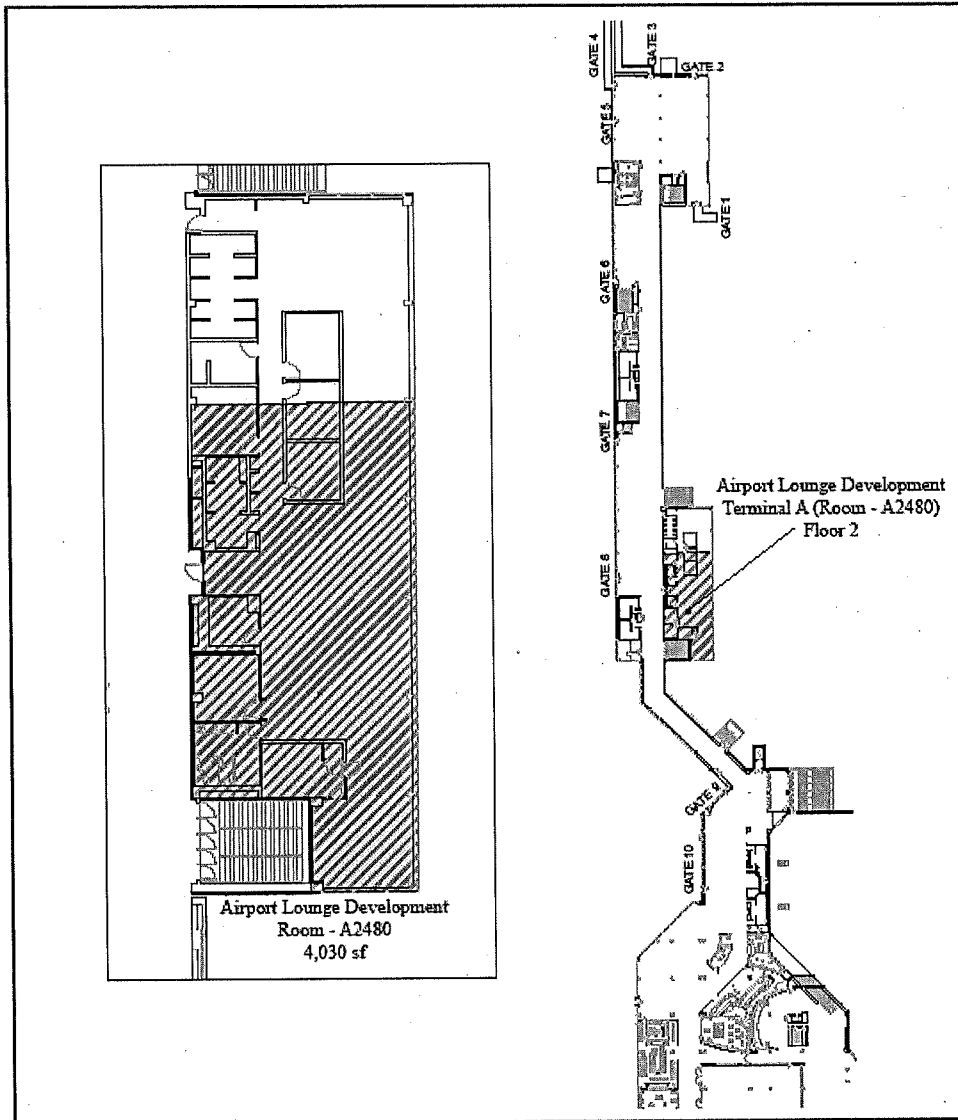 GATE 4
GATE 3
GATE 2
GATE 5
GATE 1
GATE 6
GATE 7
Airport Lounge Development
Terminal A (Room - A2480)
Floor 2
GATE 8
GATE 9
GATE 10
Airport Lounge Development
Room - A2480
4,030 sf